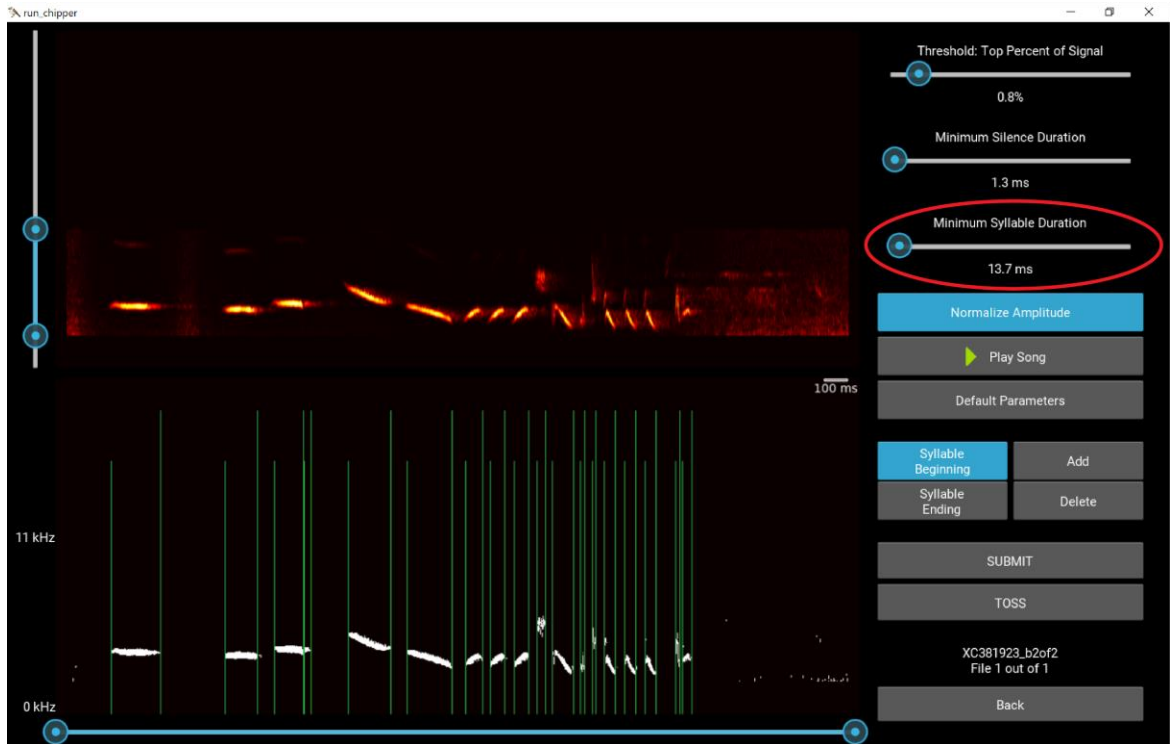 run_chipper
Threshold: Top Percent of Signal
0.8%
Minimum Silence Duration
1.3 ms
Minimum Syllable Duration
13.7 ms
Normalize Amplitude
Play Song
Default Parameters
100 ms
Syllable
Beginning
Add
Syllable
Ending
Delete
11 kHz
SUBMIT
TOSS
XC381923_b2of2
File 1 out of 1
Back
0 kHz